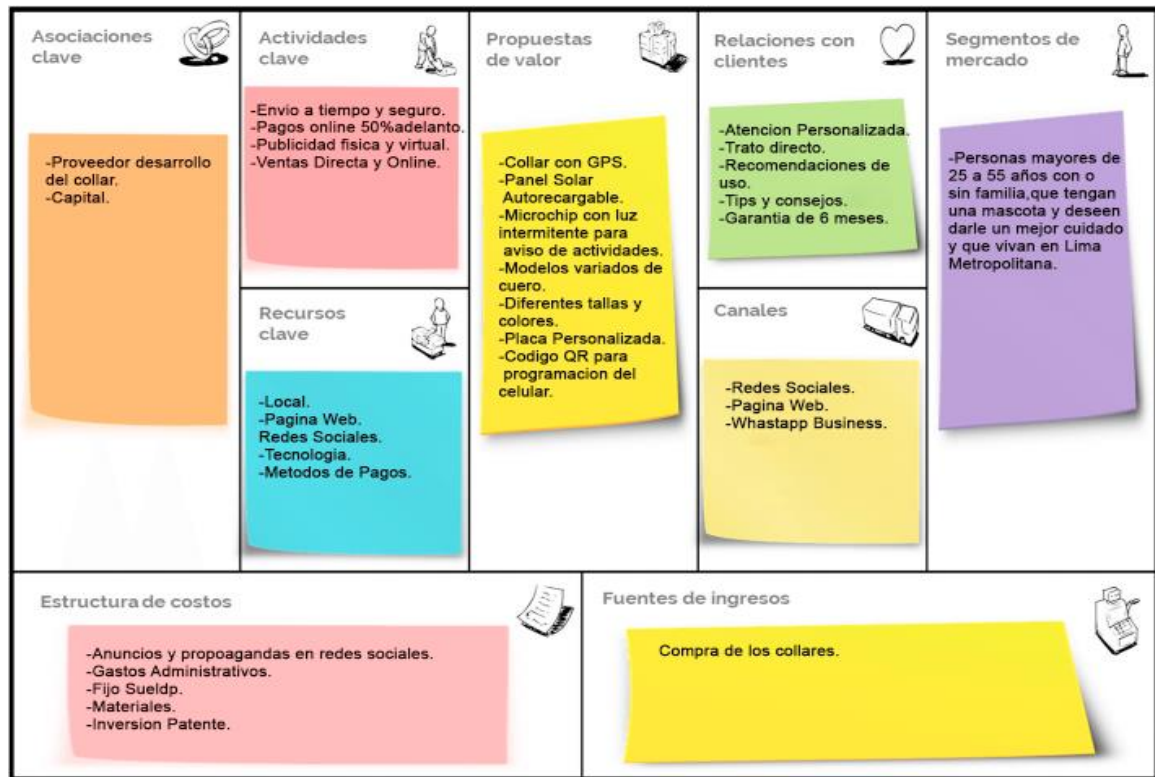 Asociaciones
clave
-Proveedor desarrollo
del collar.
-Capital.
Actividades
clave
-Envio a tiempo y seguro.
-Pagos online 50%adelanto.
-Publicidad fisica y virtual.
-Ventas Directa y Online.
Recursos
clave
-Local.
-Pagina Web.
Redes Sociales.
-Tecnologia.
-Metodos de Pagos.
Propuestas
de valor
-Collar con GPS.
-Panel Solar
Autorecargable.
-Microchip con luz
intermitente para
aviso de actividades.
-Modelos variados de
cuero.
-Diferentes tallas y
colores.
-Placa Personalizada.
-Codigo QR para
programacion del
celular.
Relaciones con
clientes
-Atencion Personalizada.
-Trato directo.
-Recomendaciones de
uso.
-Tips y consejos.
-Garantia de 6 meses.
Canales
-Redes Sociales.
-Pagina Web.
-Whastapp Business.
Segmentos de
mercado
-Personas mayores de
25 a 55 años con o
sin familia,que tengan
una mascota y deseen
darle un mejor cuidado
y que vivan en Lima
Metropolitana.
Estructura de costos
-Anuncios y propoagandas en redes sociales.
-Gastos Administrativos.
-Fijo Sueldp.
-Materiales.
-Inversion Patente.
Fuentes de ingresos
Compra de los collares.